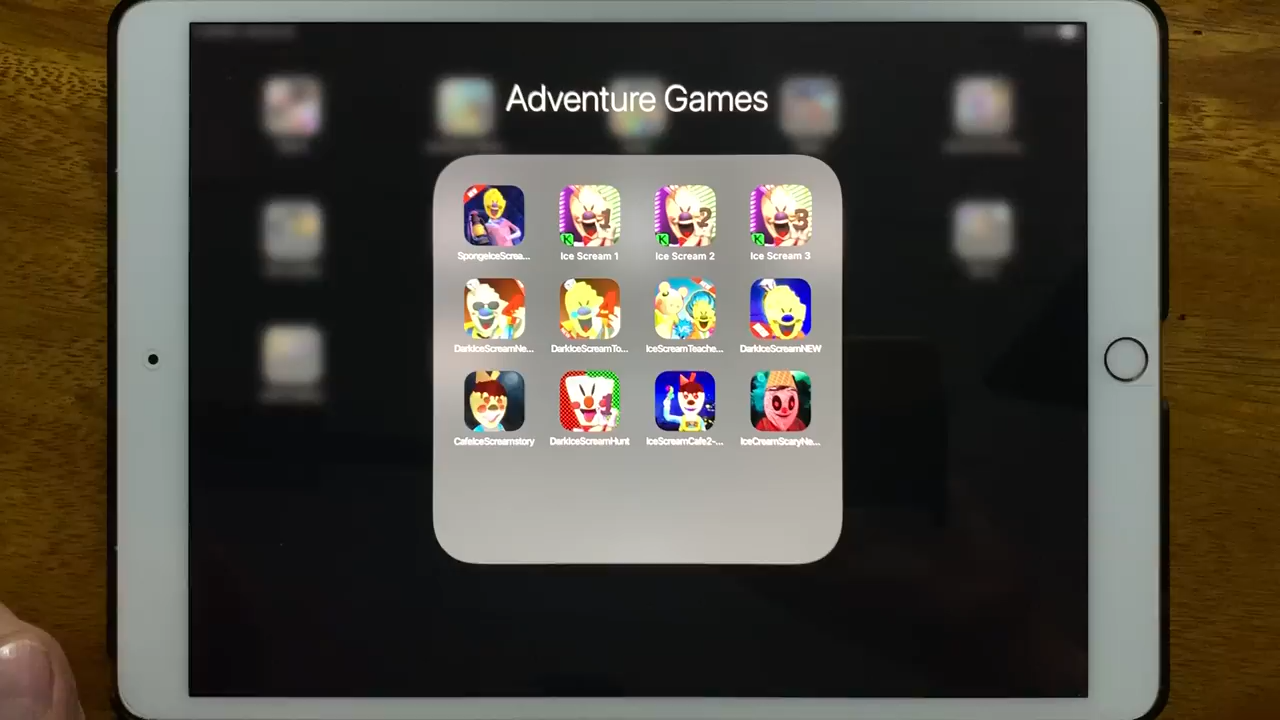 Adventure Games
SpongeIceScrea...
Ice Scream 1
Ice Scream 2
Ice Scream 3
DarkIceScreamNe...
DarkIceScreamTo...
IceScreamTeache...
DarkIceScreamNEW
CafeIceScreamstory
DarkIceScreamHunt
IceScreamCafe2-...
IceCreamScaryNe...